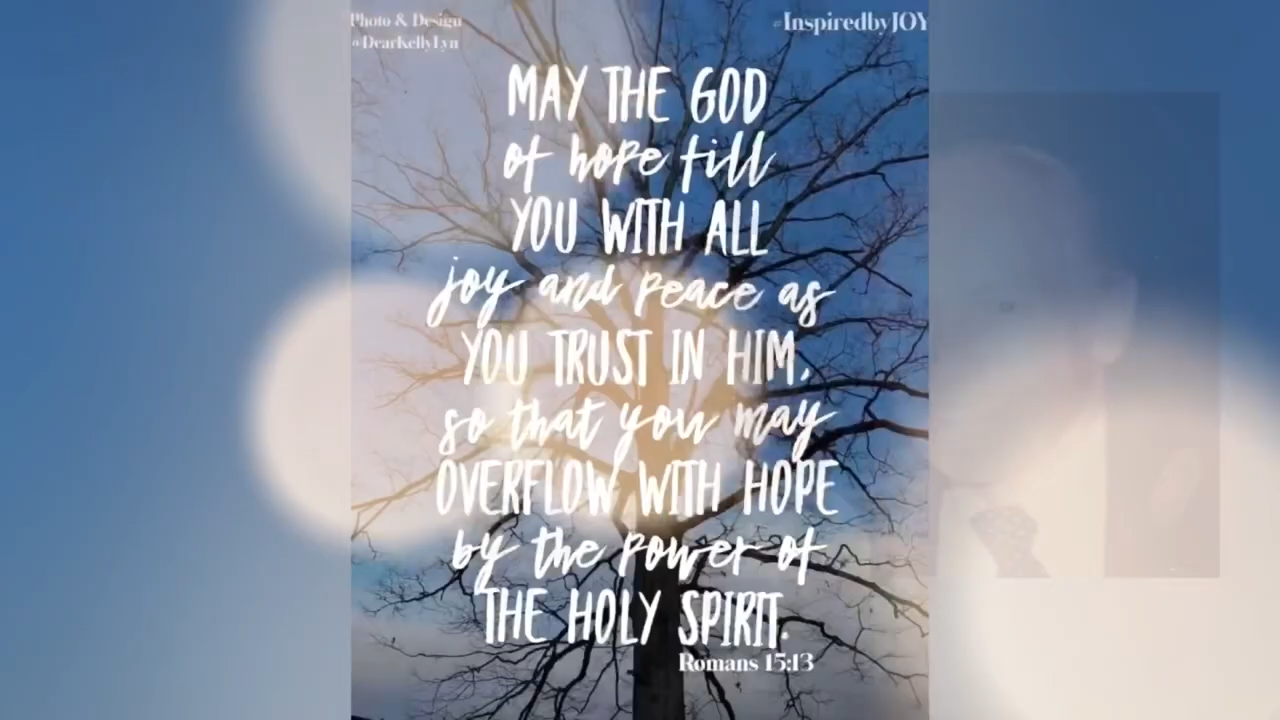 Photo & Design
@DearKellyLyn
#InspiredbyJOY
MAY THE GOD
of hope fill
YOU WITH ALL
joy and peace as
YOU TRUST IN HIM,
so that you may
OVERFLOW WITH HOPE
by the power of
THE HOLY SPIRIT.
Romans 15:13